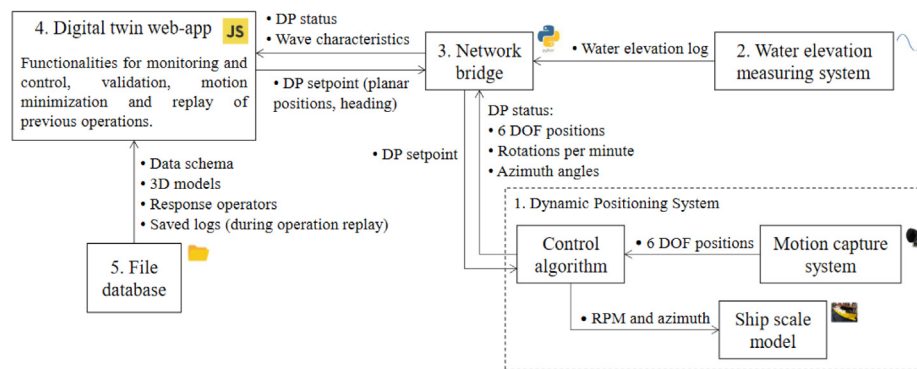 4. Digital twin web-app
JS
Functionalities for monitoring and
control, validation, motion
minimization and replay of
previous operations.
• DP status
• Wave characteristics
• DP setpoint (planar
positions, heading)
3. Network
bridge
• Water elevation log
2. Water elevation
measuring system
• DP setpoint
DP status:
• 6 DOF positions
• Rotations per minute
• Azimuth angles
• Data schema
• 3D models
• Response operators
• Saved logs (during operation replay)
5. File
database
1. Dynamic Positioning System
Control
algorithm
• 6 DOF positions
Motion capture
system
• RPM and azimuth
Ship scale
model